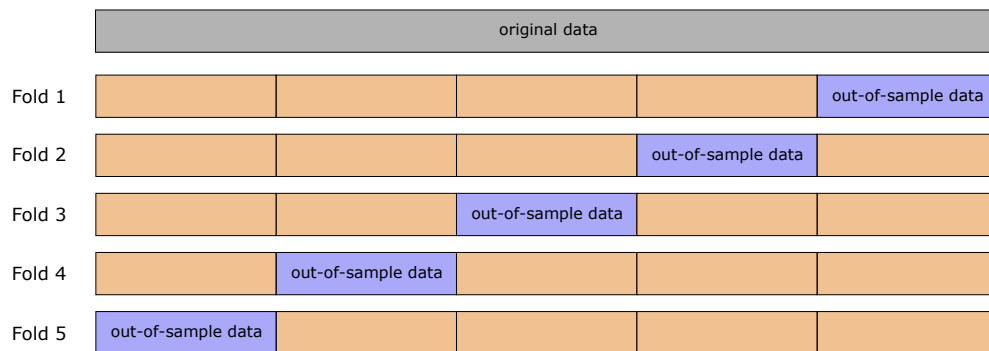 original data
Fold 1 out-of-sample data
Fold 2 out-of-sample data
Fold 3 out-of-sample data
Fold 4 out-of-sample data
Fold 5 out-of-sample data